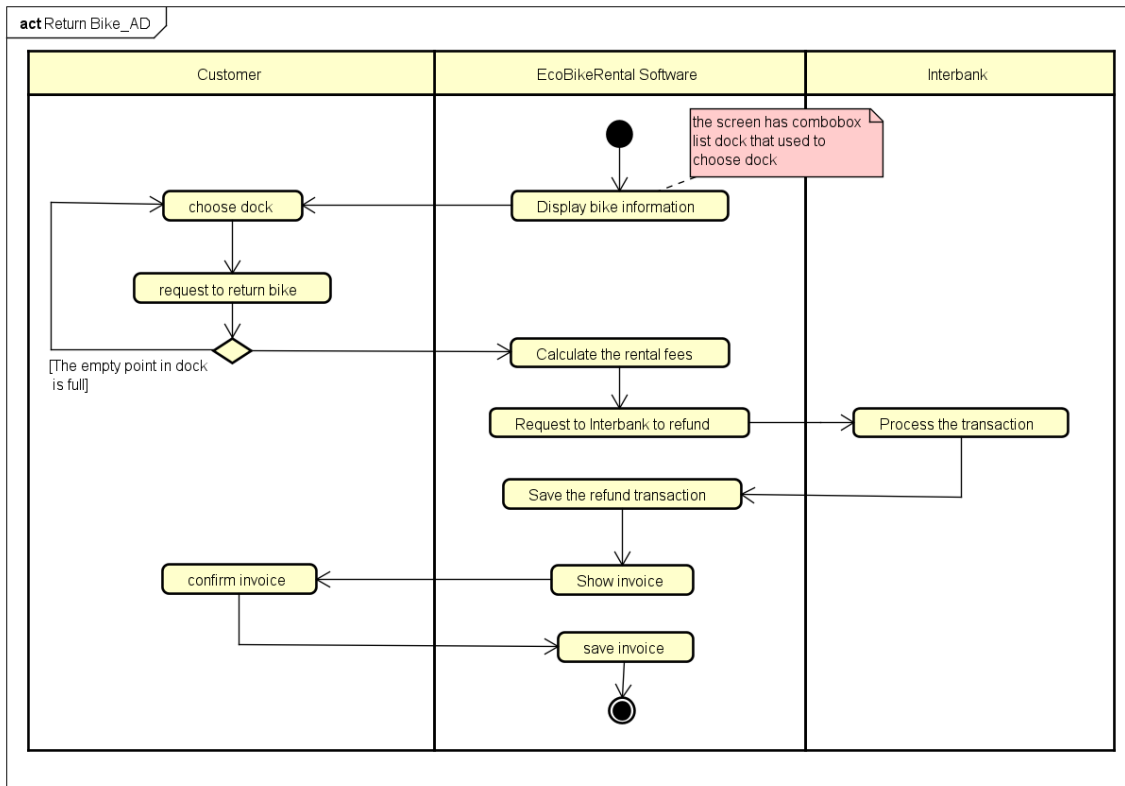 act Return Bike_AD
Customer
EcoBikeRental Software
Interbank
the screen has combobox
list dock that used to
choose dock
choose dock
Display bike information
request to return bike
[The empty point in dock
is full]
Calculate the rental fees
Request to Interbank to refund
Process the transaction
Save the refund transaction
confirm invoice
Show invoice
save invoice